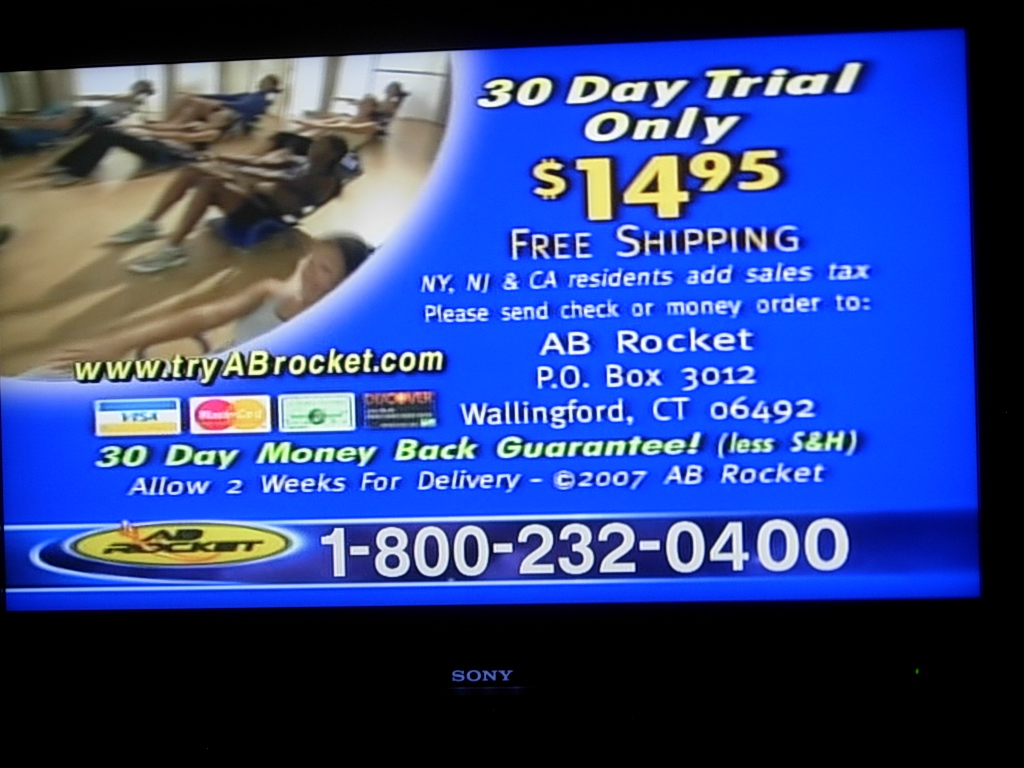 30 Day Trial
Only
$14.95
FREE SHIPPING
NY, NJ & CA residents add sales tax
Please send check or money order to:
AB Rocket
P.O. Box 3012
Wallingford, CT 06492
www.tryABrocket.com
VISA
MasterCard
DISCOVER
30 Day Money Back Guarantee! (less S&H)
Allow 2 Weeks For Delivery - ©2007 AB Rocket
AB
ROCKET
1-800-232-0400
SONY